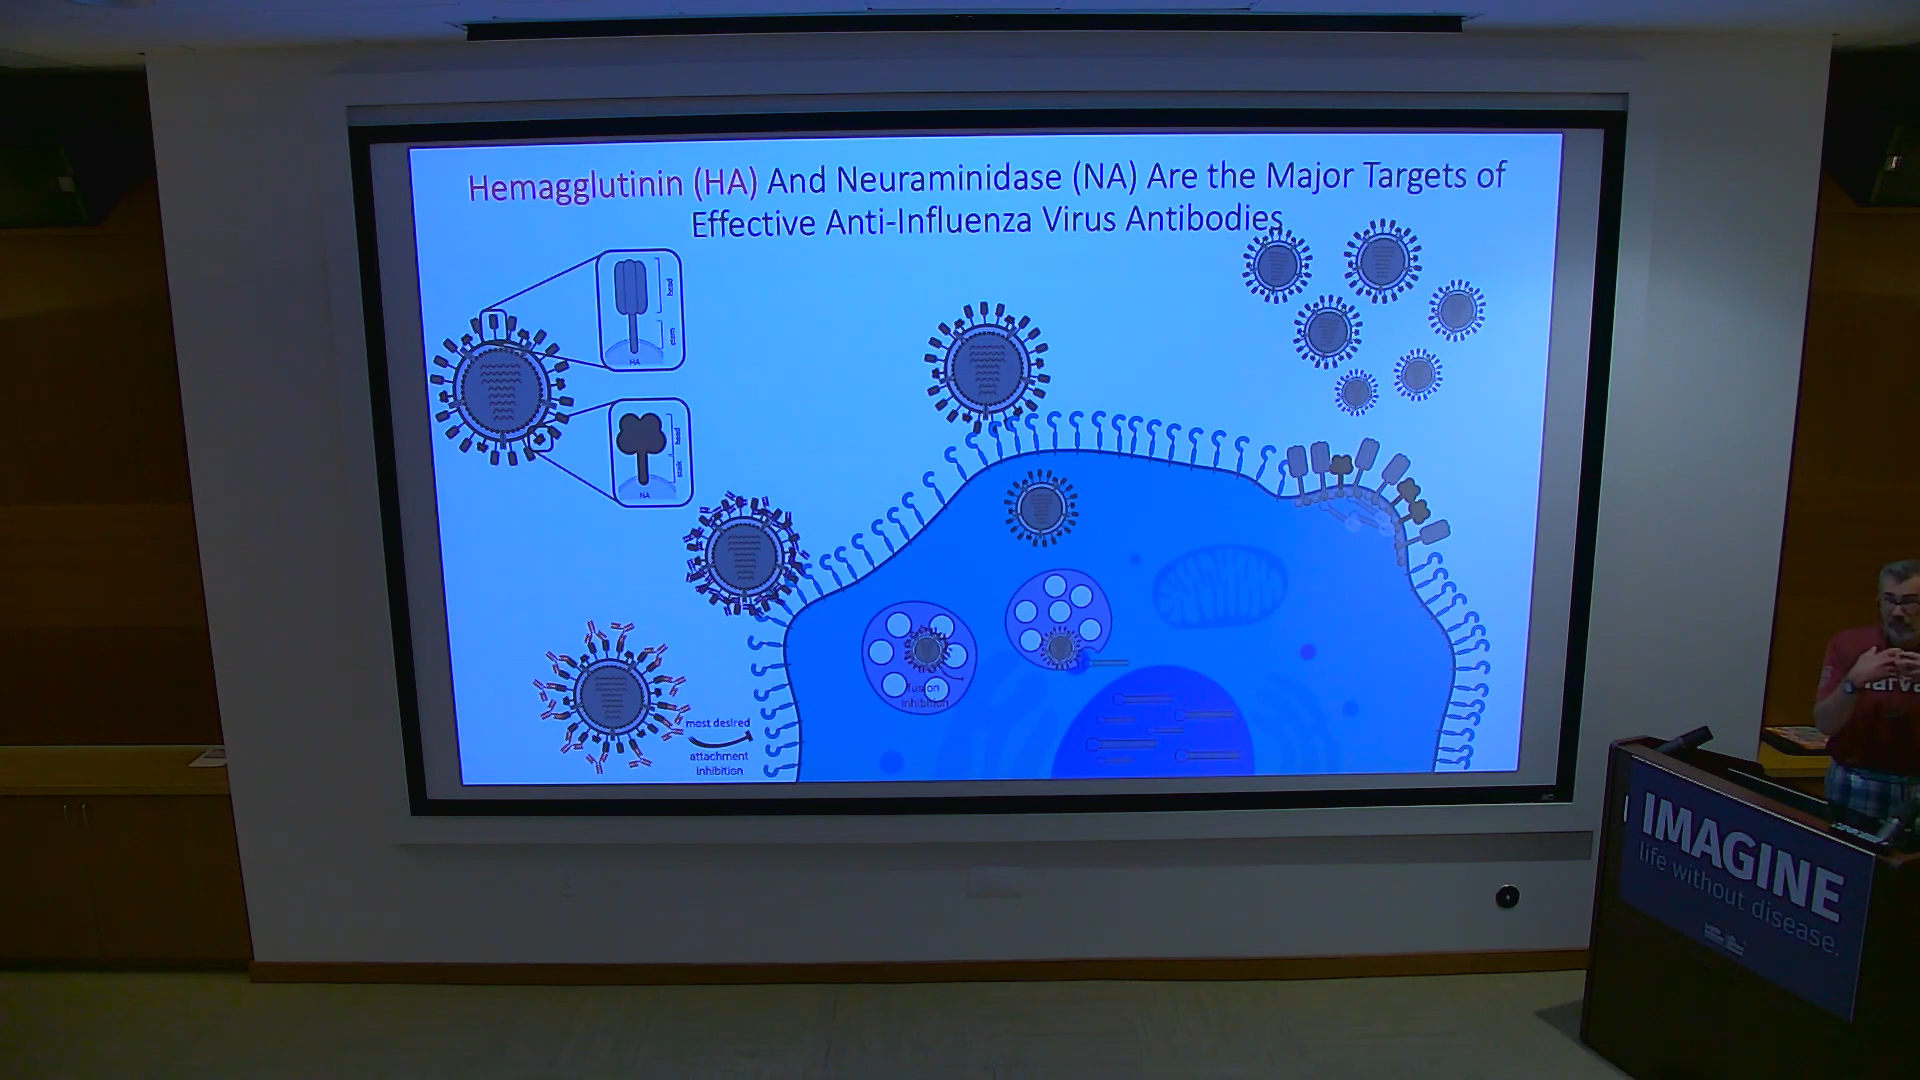 Hemagglutinin (HA) And Neuraminidase (NA) Are the Major Targets of
Effective Anti-Influenza Virus Antibodies
head
stem
HA
head
stalk
NA
fusion
inhibition
most desired
attachment
inhibition
IMAGINE
life without disease.